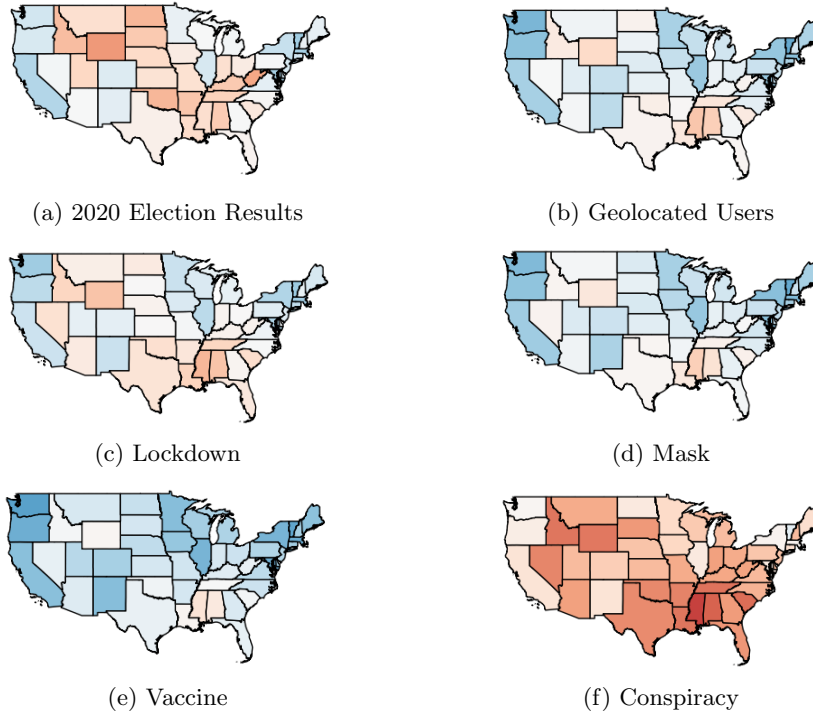 (a) 2020 Election Results
(b) Geolocated Users
(c) Lockdown
(d) Mask
(e) Vaccine
(f) Conspiracy